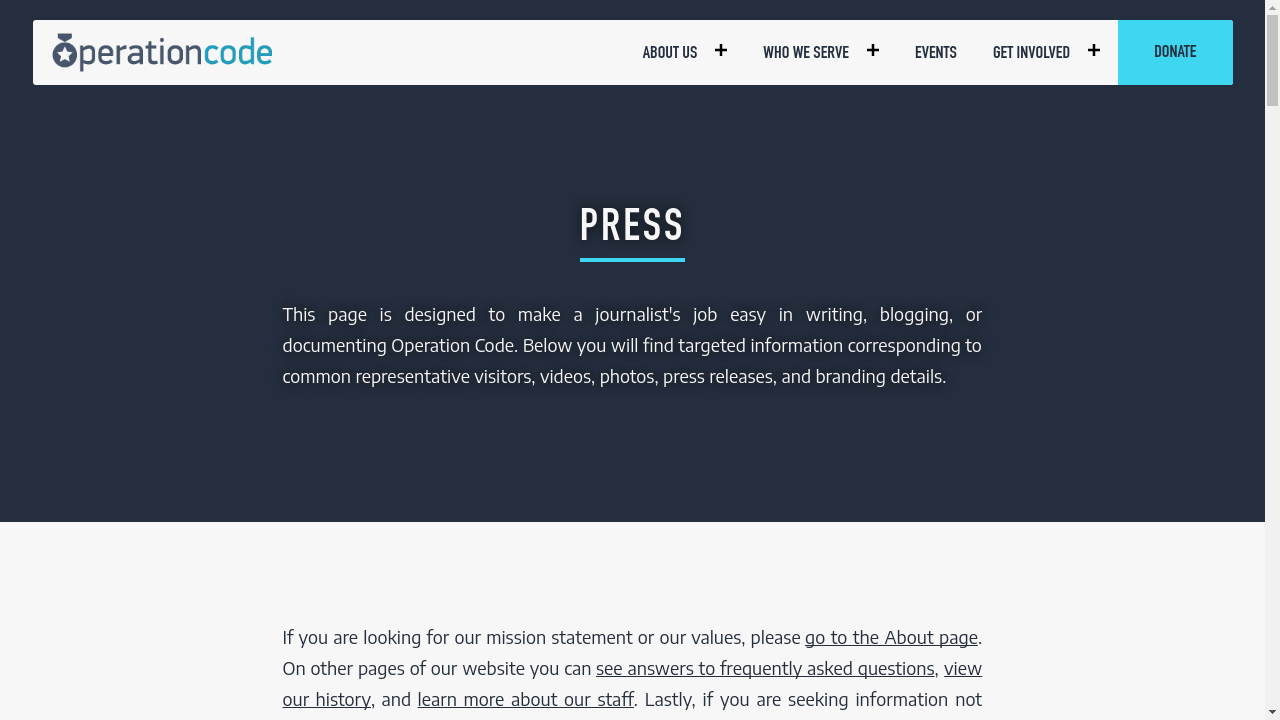 operationcode
ABOUT US
WHO WE SERVE
EVENTS
GET INVOLVED
DONATE
PRESS
This page is designed to make a journalist's job easy in writing, blogging, or
documenting Operation Code. Below you will find targeted information corresponding to
common representative visitors, videos, photos, press releases, and branding details.
If you are looking for our mission statement or our values, please go to the About page.
On other pages of our website you can see answers to frequently asked questions, view
our history, and learn more about our staff. Lastly, if you are seeking information not